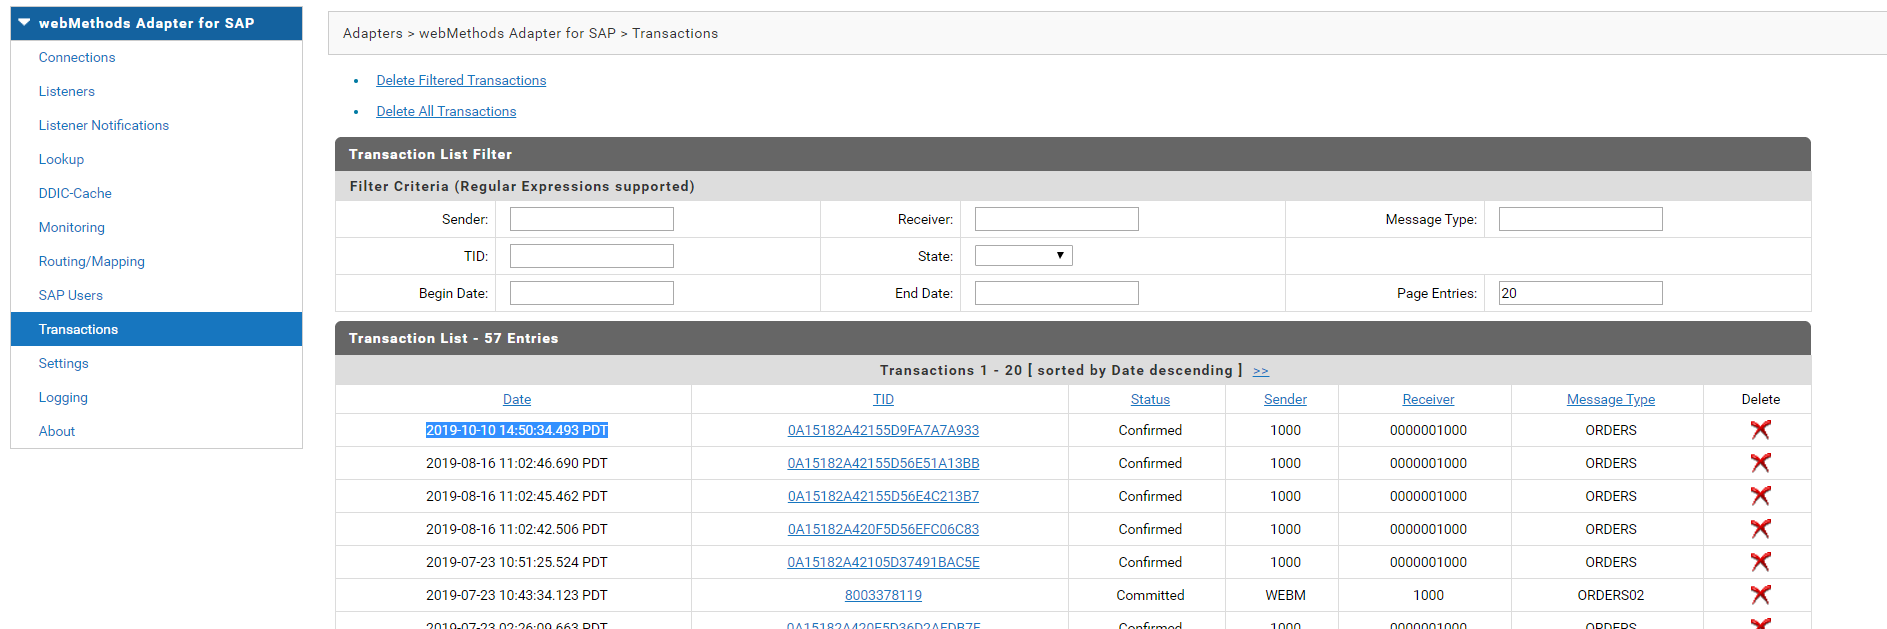 webMethods Adapter for SAP
Connections
Listeners
Listener Notifications
Lookup
DDIC-Cache
Monitoring
Routing/Mapping
SAP Users
Transactions
Settings
Logging
About
Adapters > webMethods Adapter for SAP > Transactions
Delete Filtered Transactions
Delete All Transactions
Transaction List Filter
Filter Criteria (Regular Expressions supported)
Sender: Receiver: Message Type:
TID: State:
Begin Date: End Date: Page Entries: 20
Transaction List - 57 Entries
Transactions 1 - 20 [ sorted by Date descending ] >>
Date TID Status Sender Receiver Message Type Delete
2019-10-10 14:50:34.493 PDT 0A15182A42155D9FA7A7A933 Confirmed 1000 0000001000 ORDERS
2019-08-16 11:02:46.690 PDT 0A15182A42155D56E51A13BB Confirmed 1000 0000001000 ORDERS
2019-08-16 11:02:45.462 PDT 0A15182A42155D56E4C213B7 Confirmed 1000 0000001000 ORDERS
2019-08-16 11:02:42.506 PDT 0A15182A420F5D56EFC06C83 Confirmed 1000 0000001000 ORDERS
2019-07-23 10:51:25.524 PDT 0A15182A42105D37491BAC5E Confirmed 1000 0000001000 ORDERS
2019-07-23 10:43:34.123 PDT 8003378119 Committed WEBM 1000 ORDERS02
2019-07-23 02:26:09.663 PDT Confirmed 1000 0000001000 ORDERS